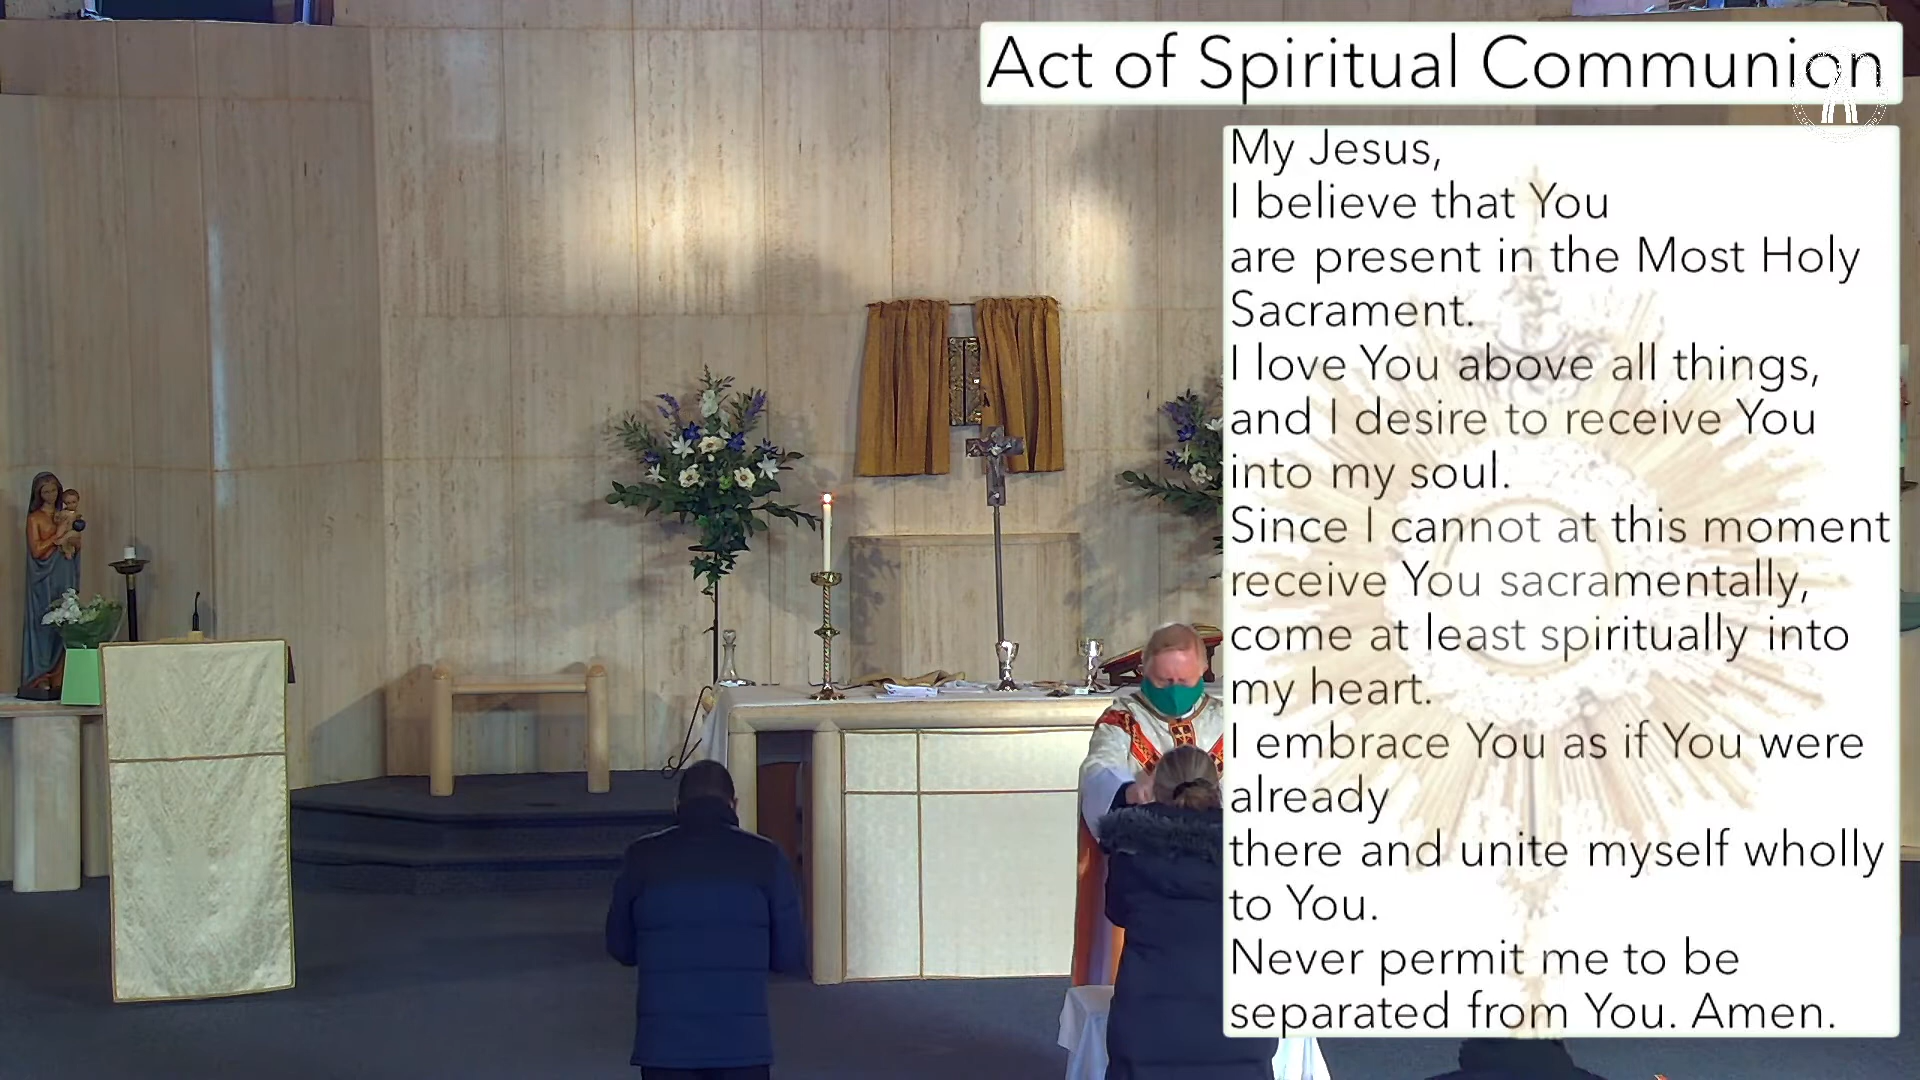 Act of Spiritual Communion
My Jesus,
I believe that You
are present in the Most Holy
Sacrament.
I love You above all things,
and I desire to receive You
into my soul.
Since I cannot at this moment
receive You sacramentally,
come at least spiritually into
my heart.
I embrace You as if You were
already
there and unite myself wholly
to You.
Never permit me to be
separated from You. Amen.